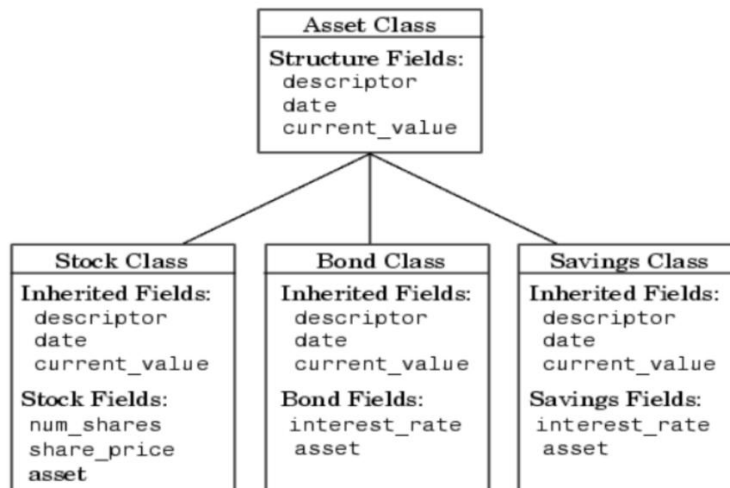 Asset Class
Structure Fields:
descriptor
date
current_value
Stock Class
Inherited Fields:
descriptor
date
current_value
Stock Fields:
num_shares
share_price
asset
Bond Class
Inherited Fields:
descriptor
date
current_value
Bond Fields:
interest_rate
asset
Savings Class
Inherited Fields:
descriptor
date
current_value
Savings Fields:
interest_rate
asset